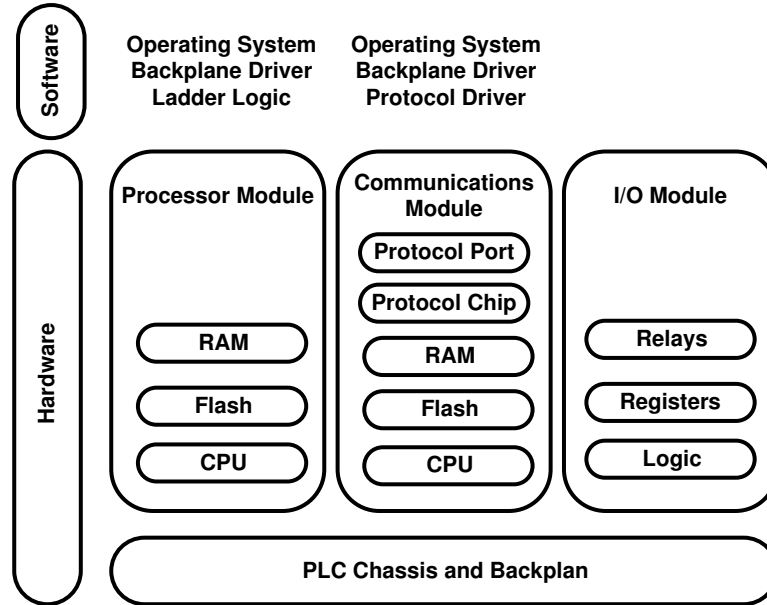 Software
Operating System
Backplane Driver
Ladder Logic
Operating System
Backplane Driver
Protocol Driver
Hardware
Processor Module
RAM
Flash
CPU
Communications
Module
Protocol Port
Protocol Chip
RAM
Flash
CPU
I/O Module
Relays
Registers
Logic
PLC Chassis and Backplan